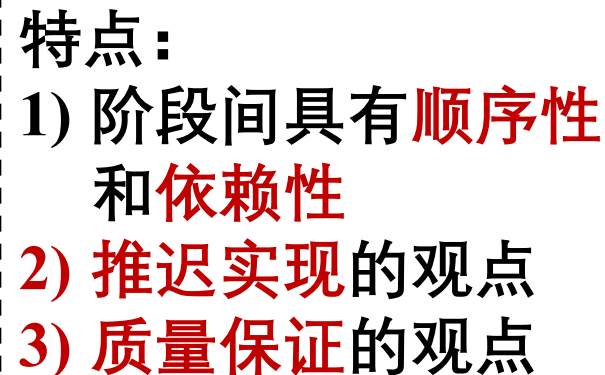 特点：
1) 阶段间具有顺序性
和依赖性
2) 推迟实现的观点
3) 质量保证的观点